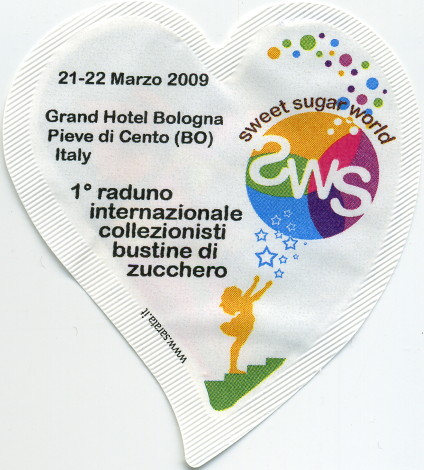 21-22 Marzo 2009
Grand Hotel Bologna
Pieve di Cento (BO)
Italy
1° raduno
internazionale
collezionisti
bustine di
zucchero
www.sarata.it
sweet sugar world
SWS